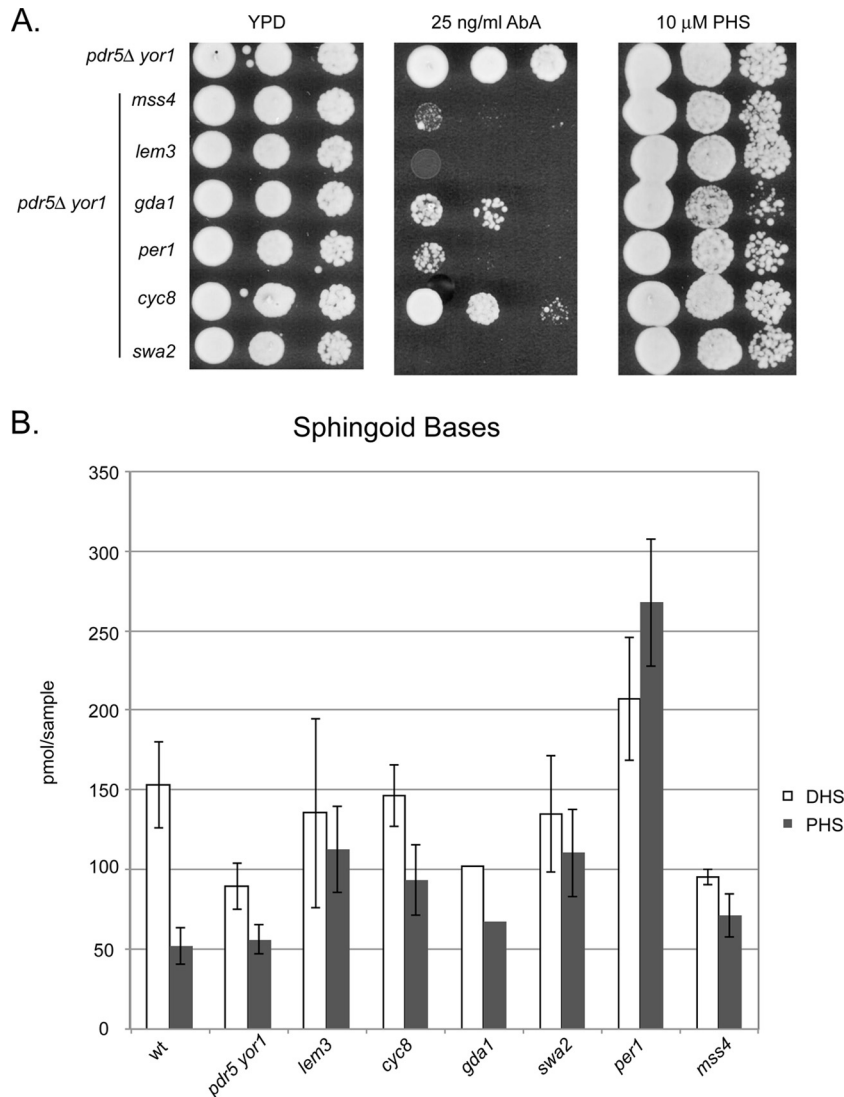 A.
YPD
25 ng/ml AbA
10 μM PHS
pdr5Δ yor1
mss4
lem3
pdr5Δ yor1
gda1
per1
cyc8
swa2
B.
Sphingoid Bases
350
300
250
200
150
100
50
0
pmol/sample
DHS
PHS
wt
pdr5 yor1
lem3
cyc8
gda1
swa2
per1
mss4